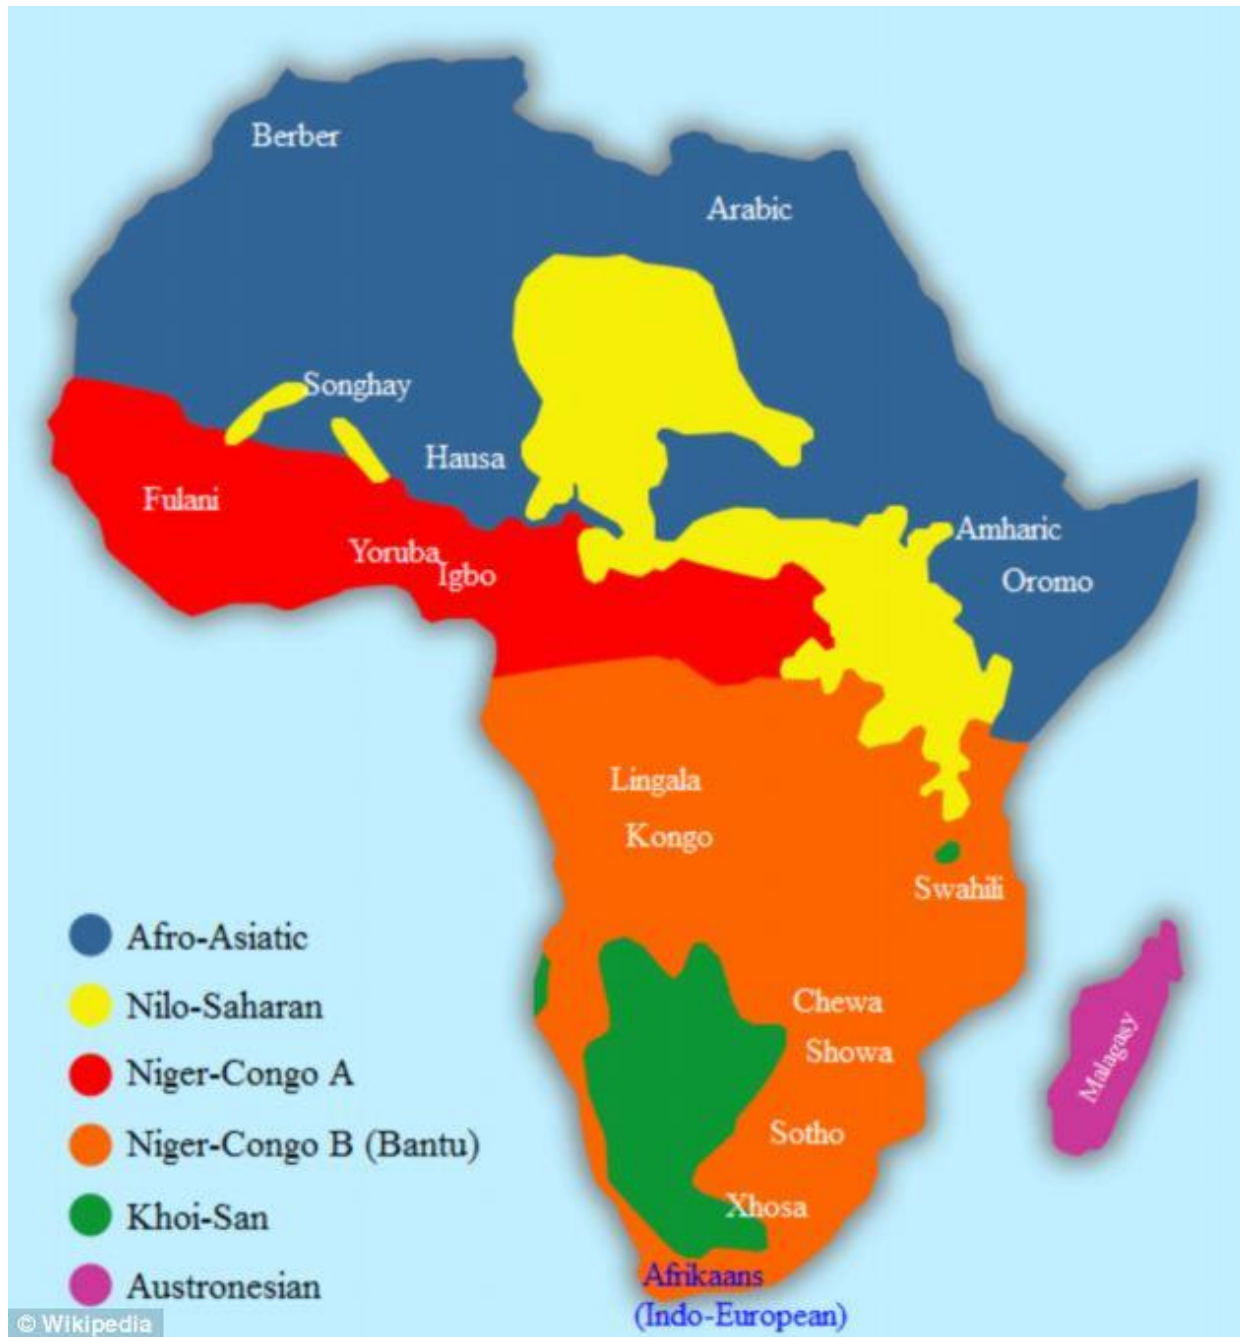 Berber
Arabic
Songhay
Hausa
Fulani
Yoruba
Igbo
Amharic
Oromo
Lingala
Kongo
Swahili
Chewa
Showa
Sotho
Xhosa
Malagasy
Afrikaans
(Indo-European)
Afro-Asiatic
Nilo-Saharan
Niger-Congo A
Niger-Congo B (Bantu)
Khoi-San
Austronesian
© Wikipedia